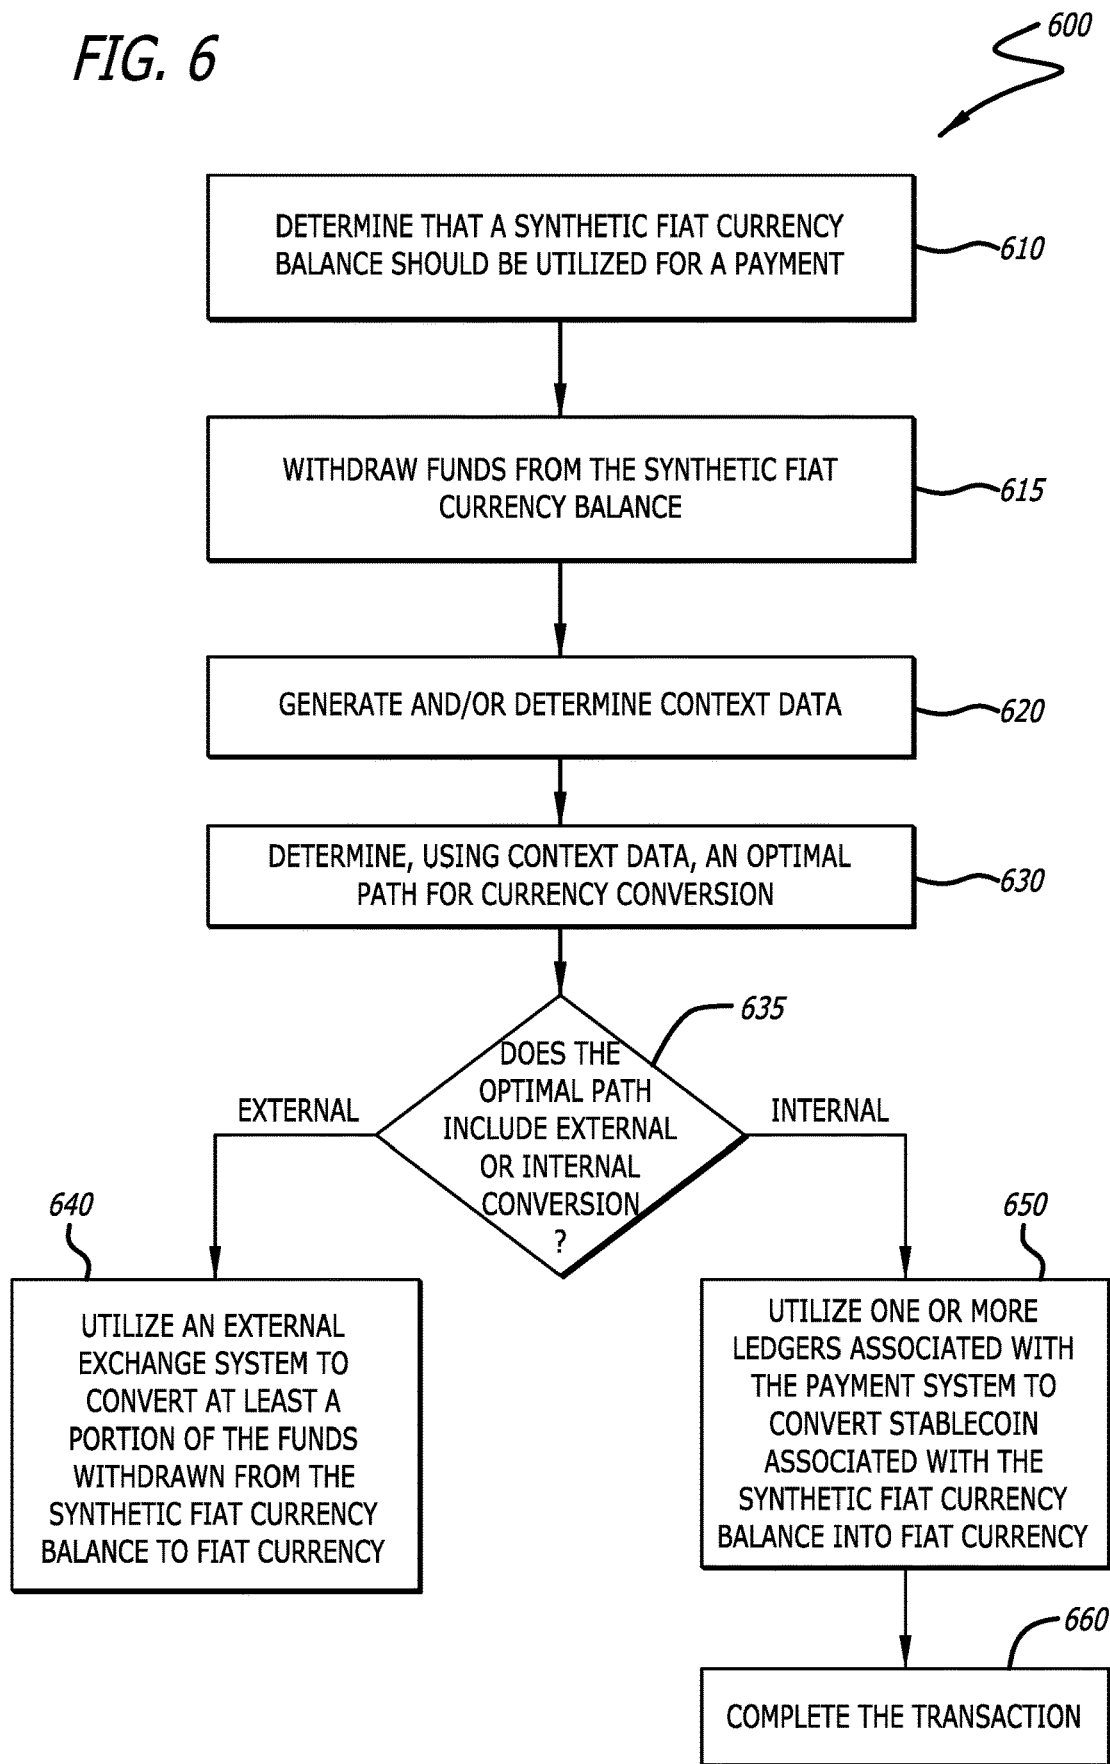 FIG. 6
600
DETERMINE THAT A SYNTHETIC FIAT CURRENCY
BALANCE SHOULD BE UTILIZED FOR A PAYMENT
610
WITHDRAW FUNDS FROM THE SYNTHETIC FIAT
CURRENCY BALANCE
615
GENERATE AND/OR DETERMINE CONTEXT DATA
620
DETERMINE, USING CONTEXT DATA, AN OPTIMAL
PATH FOR CURRENCY CONVERSION
630
635
DOES THE
OPTIMAL PATH
INCLUDE EXTERNAL
OR INTERNAL
CONVERSION
?
EXTERNAL
INTERNAL
640
UTILIZE AN EXTERNAL
EXCHANGE SYSTEM TO
CONVERT AT LEAST A
PORTION OF THE FUNDS
WITHDRAWN FROM THE
SYNTHETIC FIAT CURRENCY
BALANCE TO FIAT CURRENCY
650
UTILIZE ONE OR MORE
LEDGERS ASSOCIATED WITH
THE PAYMENT SYSTEM TO
CONVERT STABLECOIN
ASSOCIATED WITH THE
SYNTHETIC FIAT CURRENCY
BALANCE INTO FIAT CURRENCY
660
COMPLETE THE TRANSACTION